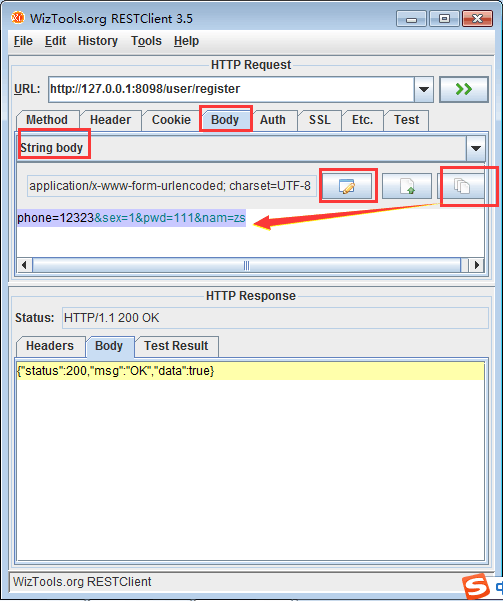 WizTools.org RESTClient 3.5
File Edit History Tools Help
HTTP Request
URL: http://127.0.0.1:8098/user/register
Method Header Cookie Body Auth SSL Etc. Test
String body
application/x-www-form-urlencoded; charset=UTF-8
phone=12323&sex=1&pwd=111&nam=zs
HTTP Response
Status: HTTP/1.1 200 OK
Headers Body Test Result
{"status":200,"msg":"OK","data":true}
WizTools.org RESTClient